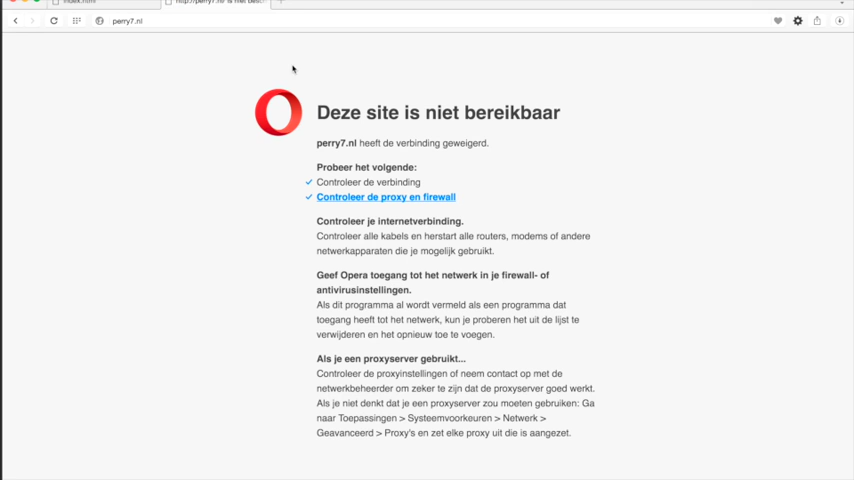 index.html
http://perry7.nl/ is niet besc
perry7.nl
Deze site is niet bereikbaar
perry7.nl heeft de verbinding geweigerd.
Probeer het volgende:
Controleer de verbinding
Controleer de proxy en firewall
Controleer je internetverbinding.
Controleer alle kabels en herstart alle routers, modems of andere
netwerkapparaten die je mogelijk gebruikt.
Geef Opera toegang tot het netwerk in je firewall- of
antivirusinstellingen.
Als dit programma al wordt vermeld als een programma dat
toegang heeft tot het netwerk, kun je proberen het uit de lijst te
verwijderen en het opnieuw toe te voegen.
Als je een proxyserver gebruikt...
Controleer de proxyinstellingen of neem contact op met de
netwerkbeheerder om zeker te zijn dat de proxyserver goed werkt.
Als je niet denkt dat je een proxyserver zou moeten gebruiken: Ga
naar Toepassingen > Systeemvoorkeuren > Netwerk >
Geavanceerd > Proxy's en zet elke proxy uit die is aangezet.